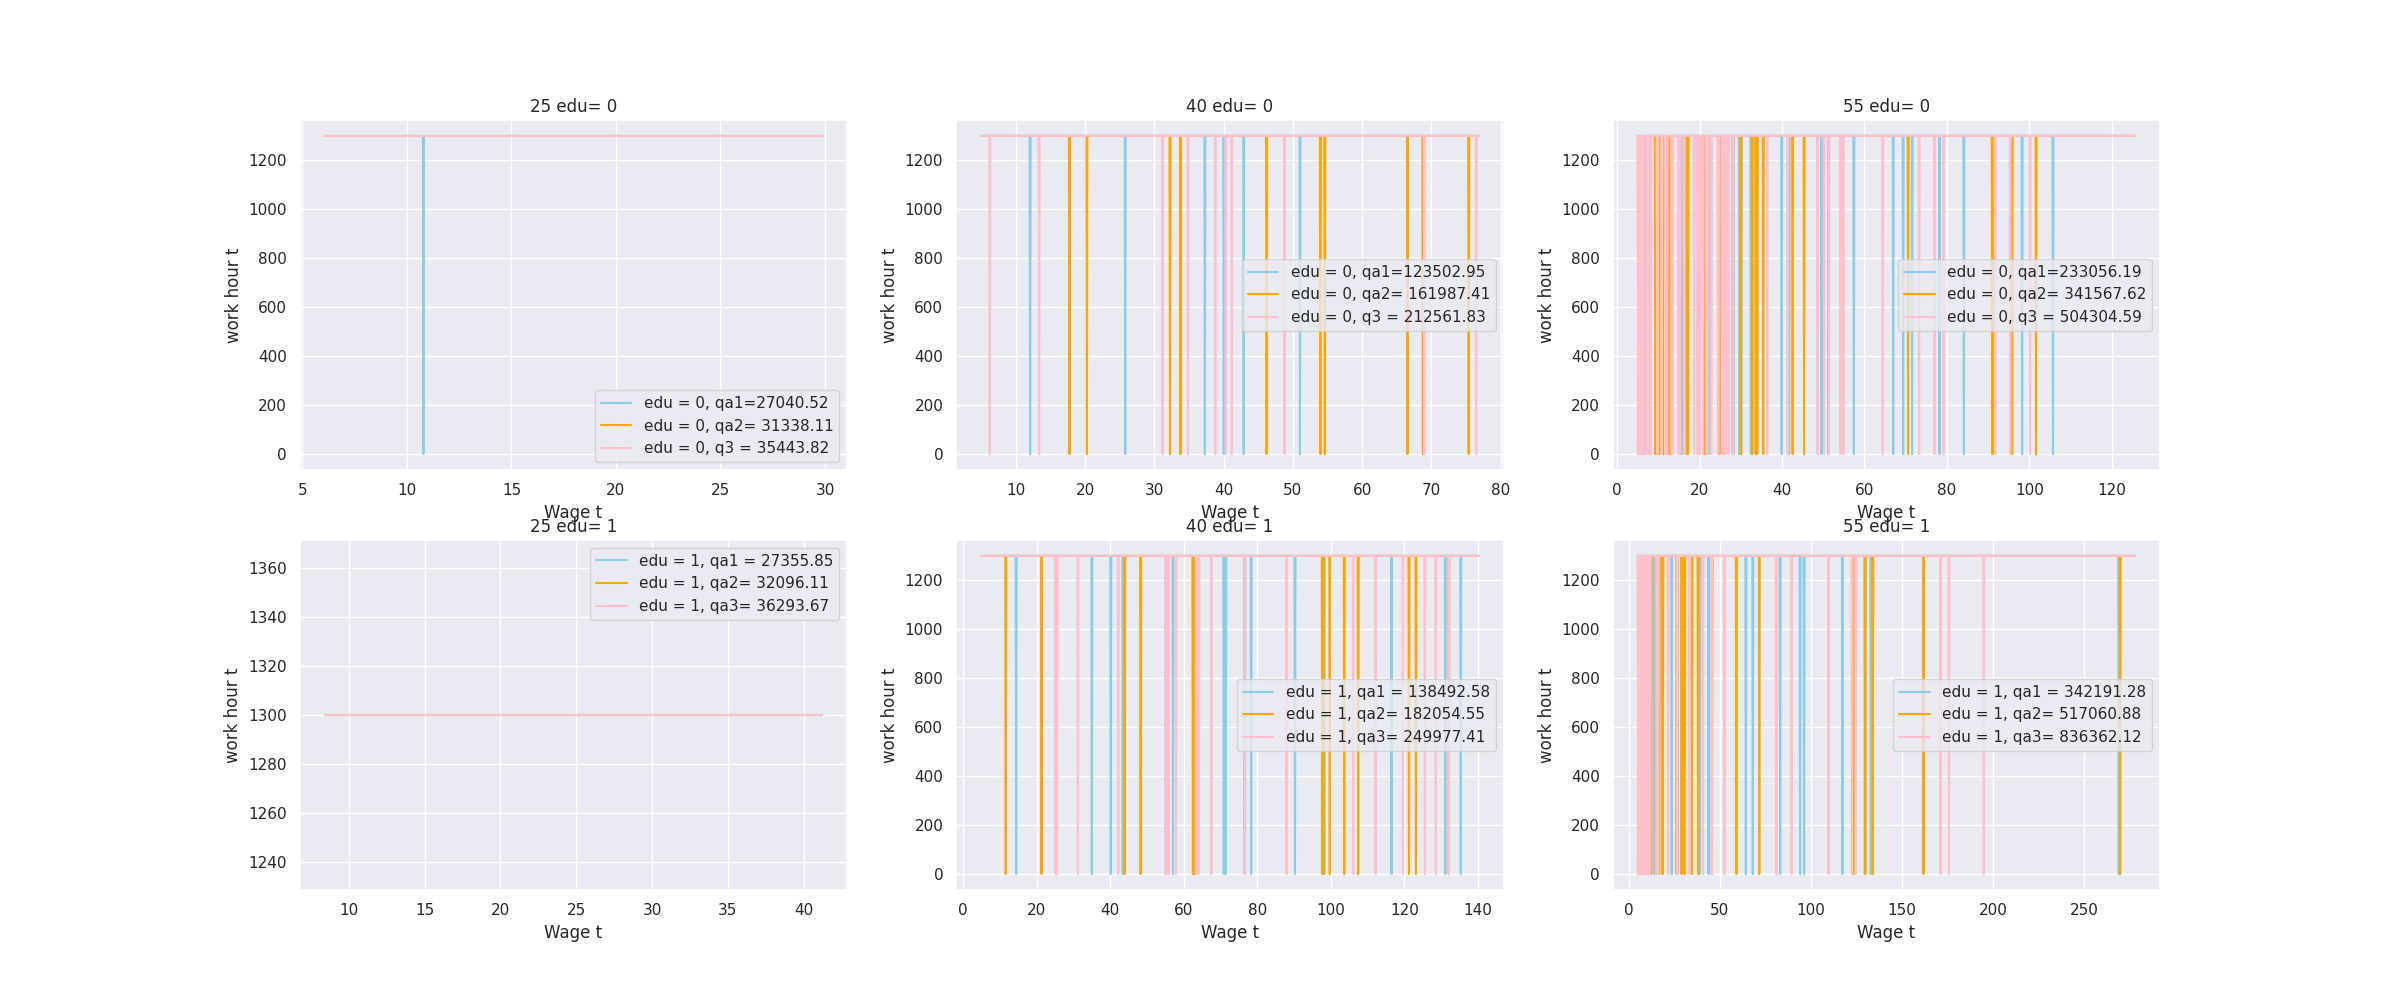 25 edu= 0
work hour t
1200
1000
800
600
400
200
0
edu = 0, qa1=27040.52
edu = 0, qa2= 31338.11
edu = 0, q3 = 35443.82
5 10 15 20 25 30
Wage t
40 edu= 0
work hour t
1200
1000
800
600
400
200
0
edu = 0, qa1=123502.95
edu = 0, qa2= 161987.41
edu = 0, q3 = 212561.83
10 20 30 40 50 60 70 80
Wage t
55 edu= 0
work hour t
1200
1000
800
600
400
200
0
edu = 0, qa1=233056.19
edu = 0, qa2= 341567.62
edu = 0, q3 = 504304.59
0 20 40 60 80 100 120
Wage t
25 edu= 1
work hour t
1360
1340
1320
1300
1280
1260
1240
edu = 1, qa1 = 27355.85
edu = 1, qa2= 32096.11
edu = 1, qa3= 36293.67
10 15 20 25 30 35 40
Wage t
40 edu= 1
work hour t
1200
1000
800
600
400
200
0
edu = 1, qa1 = 138492.58
edu = 1, qa2= 182054.55
edu = 1, qa3= 249977.41
0 20 40 60 80 100 120 140
Wage t
55 edu= 1
work hour t
1200
1000
800
600
400
200
0
edu = 1, qa1 = 342191.28
edu = 1, qa2= 517060.88
edu = 1, qa3= 836362.12
0 50 100 150 200 250
Wage t